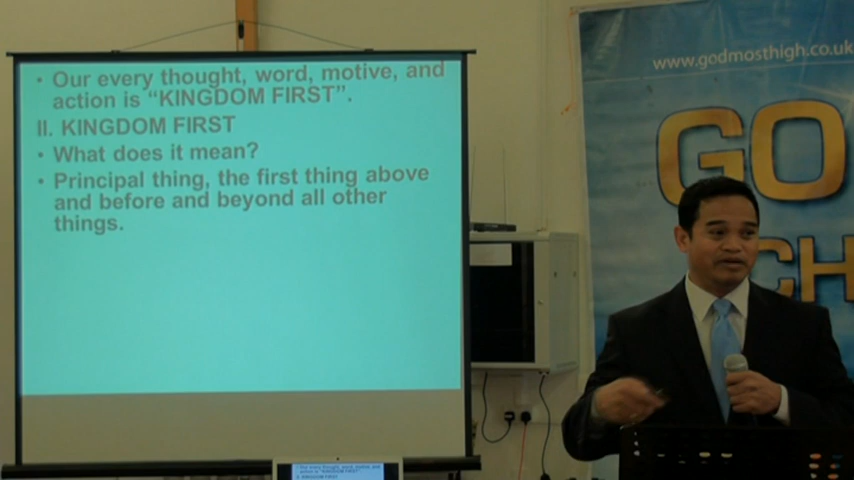 • Our every thought, word, motive, and
action is “KINGDOM FIRST”.
II. KINGDOM FIRST
• What does it mean?
• Principal thing, the first thing above
and before and beyond all other
things.
www.godmosthigh.co.uk
GO
CH